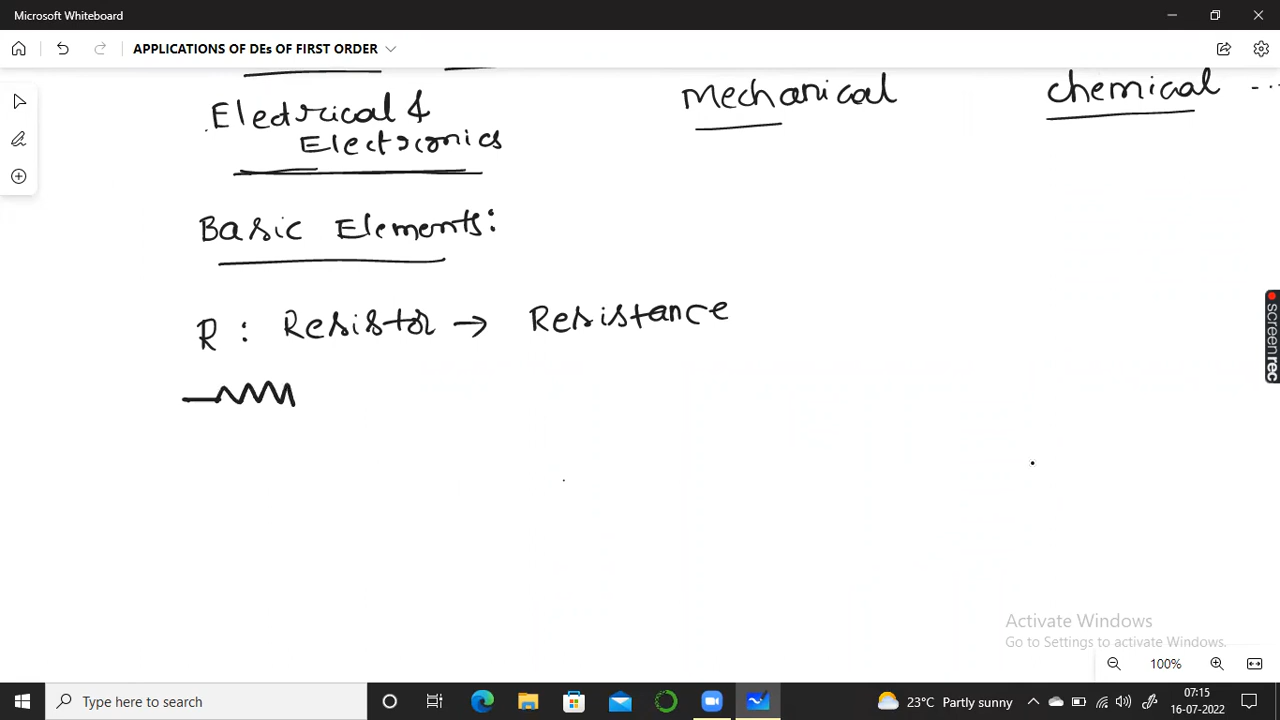 Microsoft Whiteboard
APPLICATIONS OF DEs OF FIRST ORDER
Electrical &
Electronics
Mechanical
chemical ...
Basic Elements:
R : Resistor → Resistance
screenrec
Activate Windows
Go to Settings to activate Windows.
100%
Type here to search
23°C Partly sunny
07:15
16-07-2022